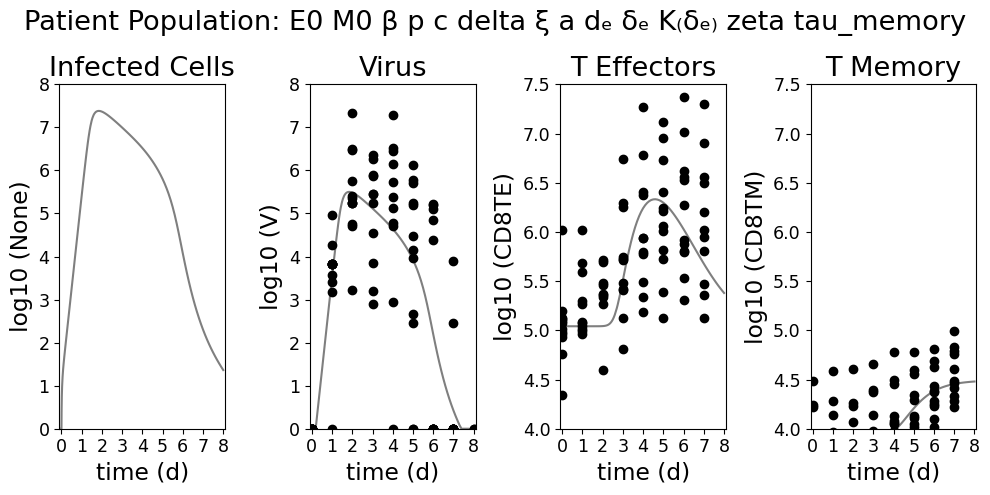 Patient Population: E0 M0 β p c delta ξ a dₑ δₑ K₍δₑ₎ zeta tau_memory
Infected Cells Virus T Effectors T Memory
log10 (None)
8
7
6
5
4
3
2
1
0
0 1 2 3 4 5 6 7 8
time (d)
log10 (V)
8
7
6
5
4
3
2
1
0
0 1 2 3 4 5 6 7 8
time (d)
log10 (CD8TE)
7.5
7.0
6.5
6.0
5.5
5.0
4.5
4.0
0 1 2 3 4 5 6 7 8
time (d)
log10 (CD8TM)
7.5
7.0
6.5
6.0
5.5
5.0
4.5
4.0
0 1 2 3 4 5 6 7 8
time (d)